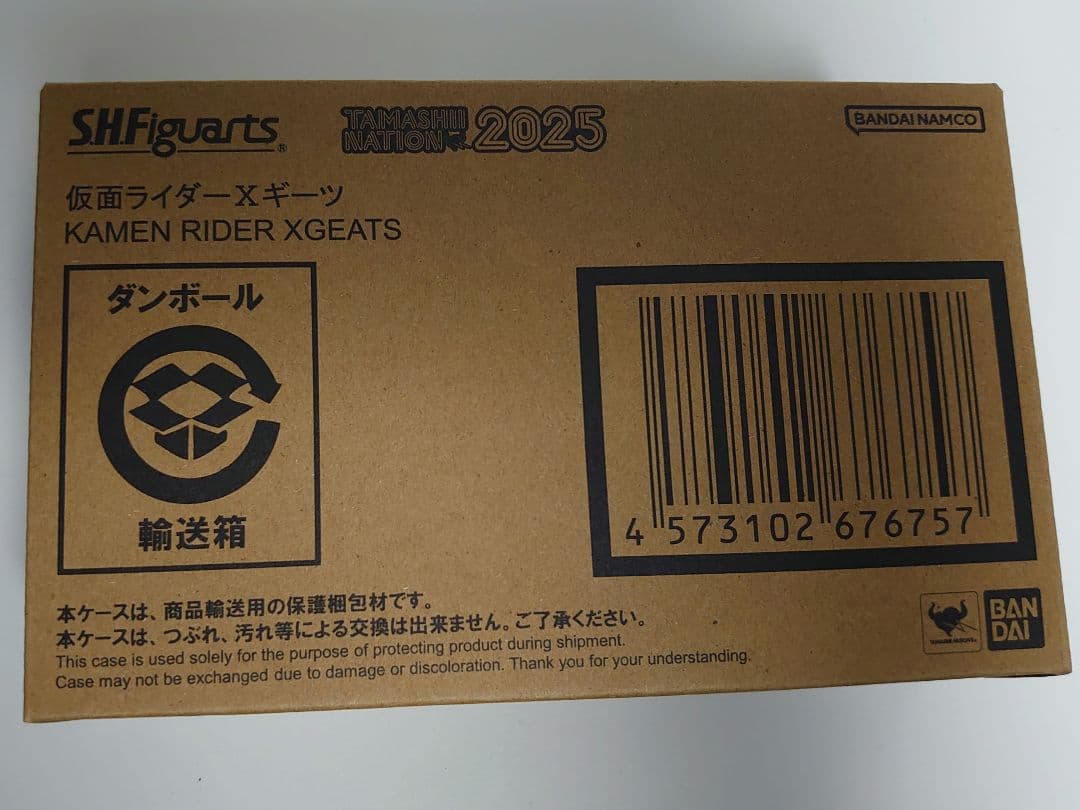 S.H.Figuarts®
TAMASHII NATION 2025
BANDAI NAMCO
仮面ライダーXギーツ
KAMEN RIDER XGEATS
ダンボール
輸送箱
4 573102 676757
本ケースは、商品輸送用の保護梱包材です。
本ケースは、つぶれ、汚れ等による交換は出来ません。ご了承ください。
This case is used solely for the purpose of protecting product during shipment.
Case may not be exchanged due to damage or discoloration. Thank you for your understanding.
TAMASHII NATIONS
BAN
DAI